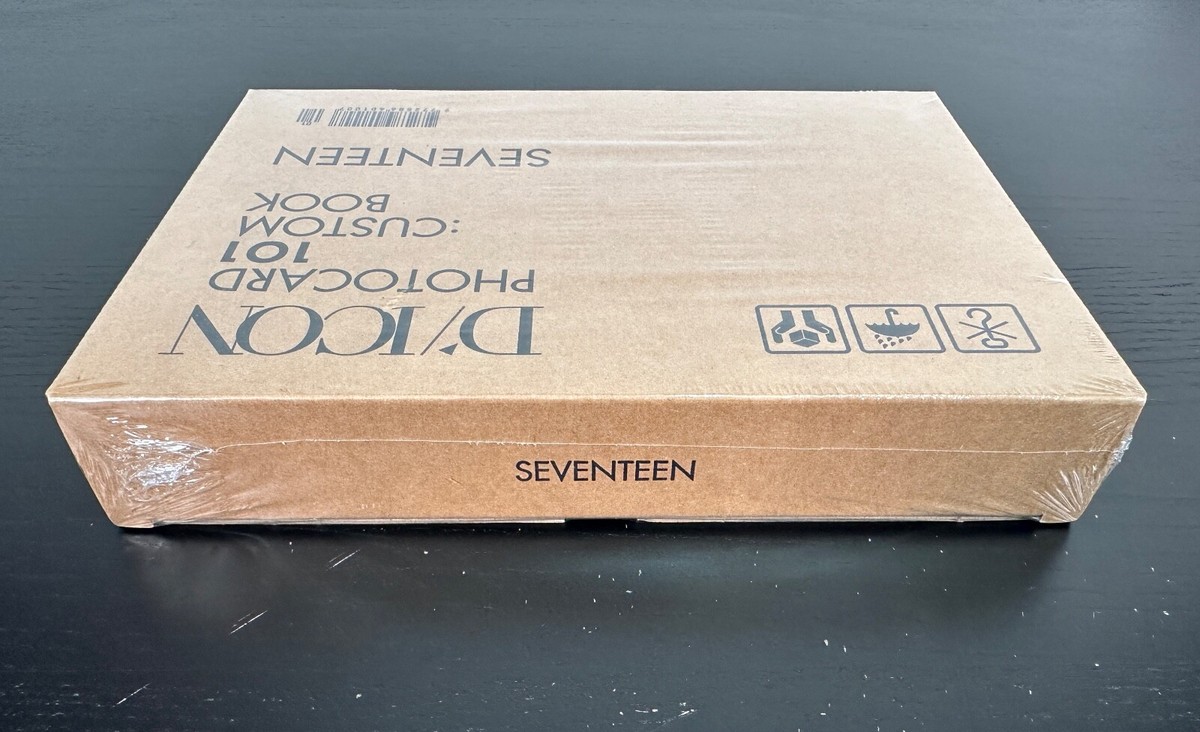 D'/ICON
PHOTOCARD
101
:CUSTOM
BOOK
SEVENTEEN
SEVENTEEN